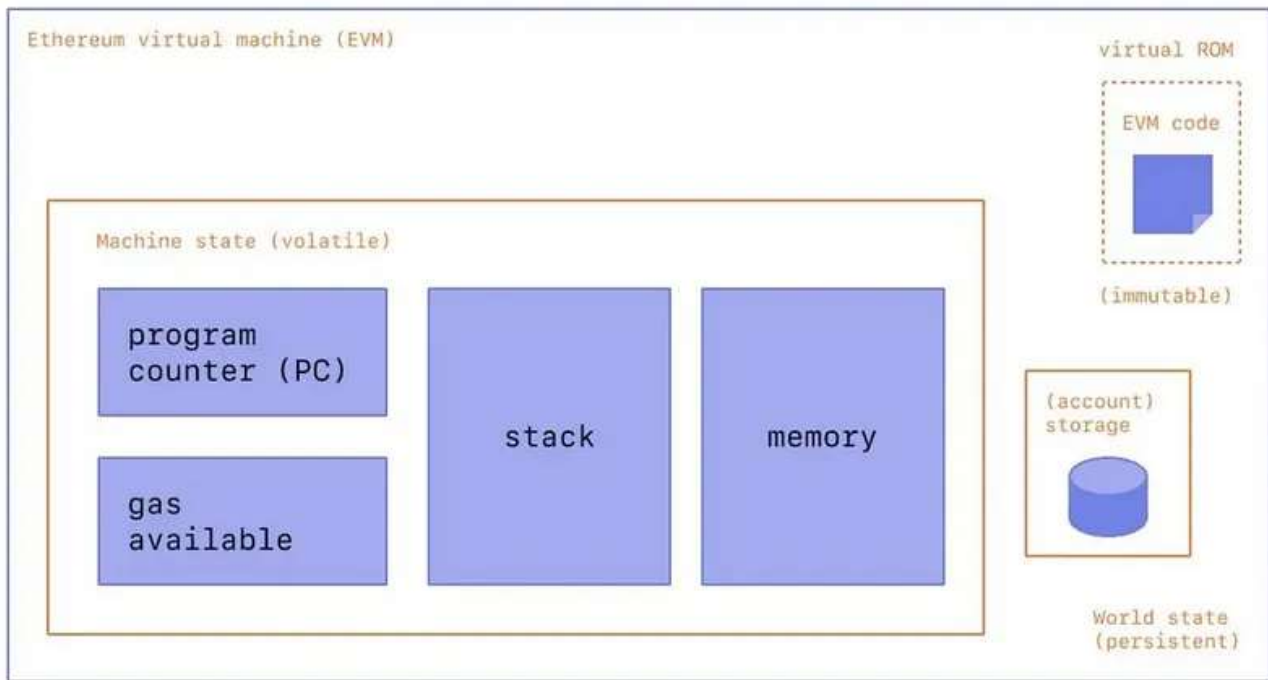 Ethereum virtual machine (EVM)
virtual ROM
EVM code
(immutable)
Machine state (volatile)
program
counter (PC)
gas
available
stack
memory
(account)
storage
World state
(persistent)